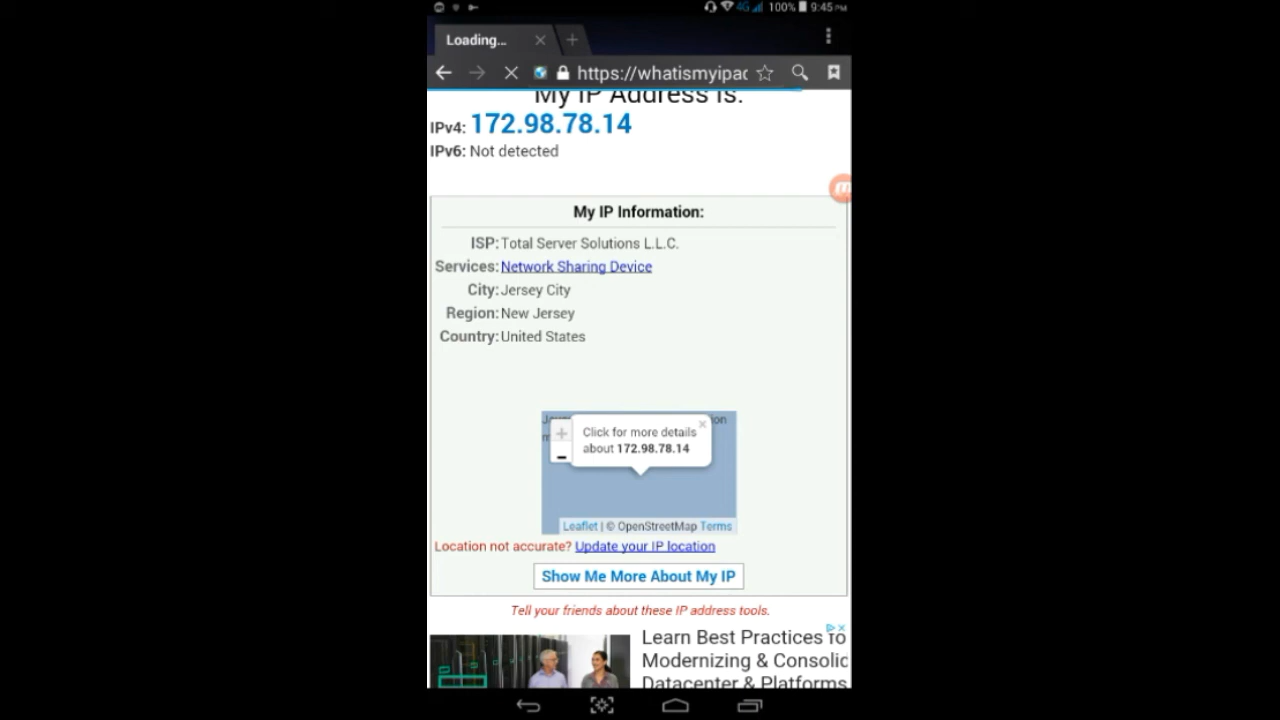 4G 100% 9:45PM
Loading...
https://whatismyipad
My IP Address Is:
IPv4: 172.98.78.14
IPv6: Not detected
My IP Information:
ISP: Total Server Solutions L.L.C.
Services: Network Sharing Device
City: Jersey City
Region: New Jersey
Country: United States
Click for more details
about 172.98.78.14
Leaflet | © OpenStreetMap Terms
Location not accurate? Update your IP location
Show Me More About My IP
Tell your friends about these IP address tools.
Learn Best Practices To
Modernizing & Consolid
Datacenter & Platforms